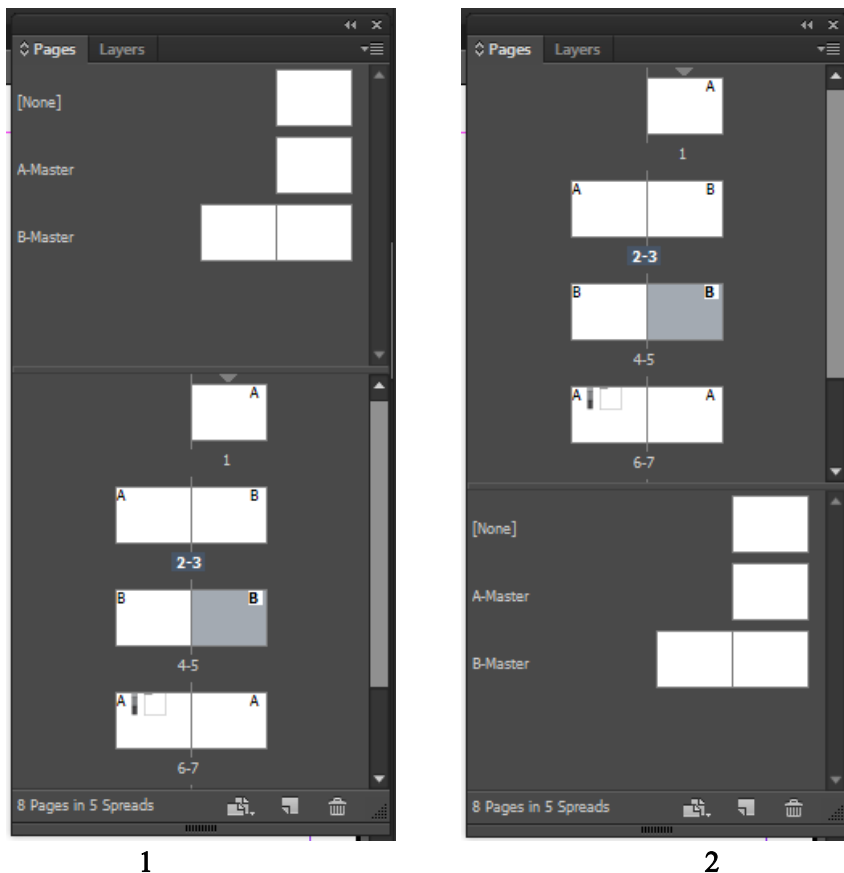 Pages Layers
[None]
A-Master
B-Master
A
1
A B
2-3
B B
4-5
A A
6-7
8 Pages in 5 Spreads
1
Pages Layers
A
1
A B
2-3
B B
4-5
A A
6-7
[None]
A-Master
B-Master
8 Pages in 5 Spreads
2